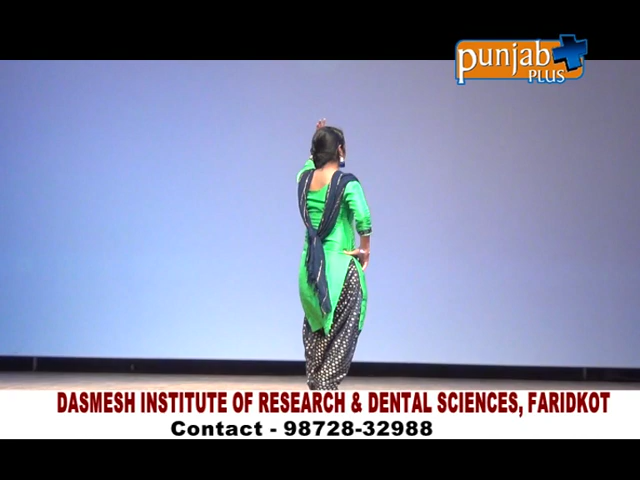 punjab
PLUS
DASMESH INSTITUTE OF RESEARCH & DENTAL SCIENCES, FARIDKOT
Contact - 98728-32988